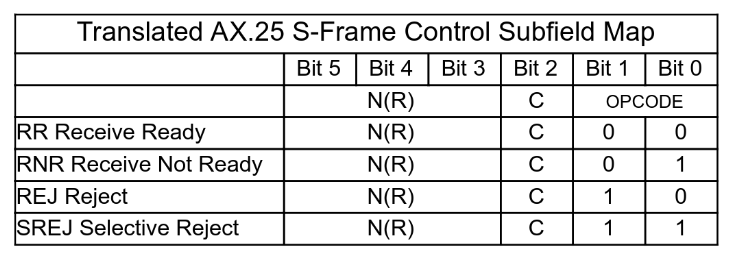 Translated AX.25 S-Frame Control Subfield Map
Bit 5 Bit 4 Bit 3 Bit 2 Bit 1 Bit 0
N(R) C OPCODE
RR Receive Ready N(R) C 0 0
RNR Receive Not Ready N(R) C 0 1
REJ Reject N(R) C 1 0
SREJ Selective Reject N(R) C 1 1